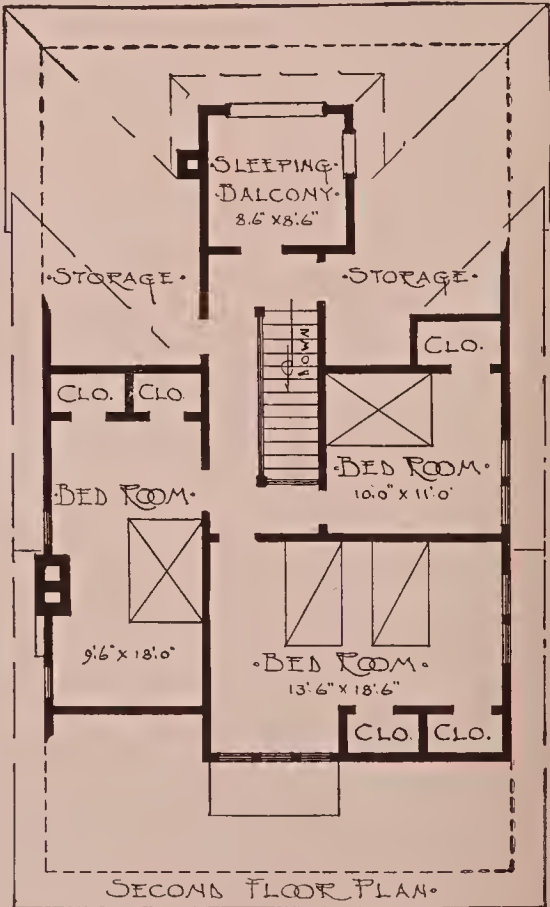 ·SLEEPING·
·BALCONY·
8'.6" X 8'.6"
·STORAGE·
·STORAGE·
DOWN
CLO.
CLO.
CLO.
·BED ROOM·
·BED ROOM·
10'.0" X 11'.0"
9'.6" X 18'.0"
·BED ROOM·
13'.6" X 18'.6"
CLO.
CLO.
SECOND FLOOR PLAN·